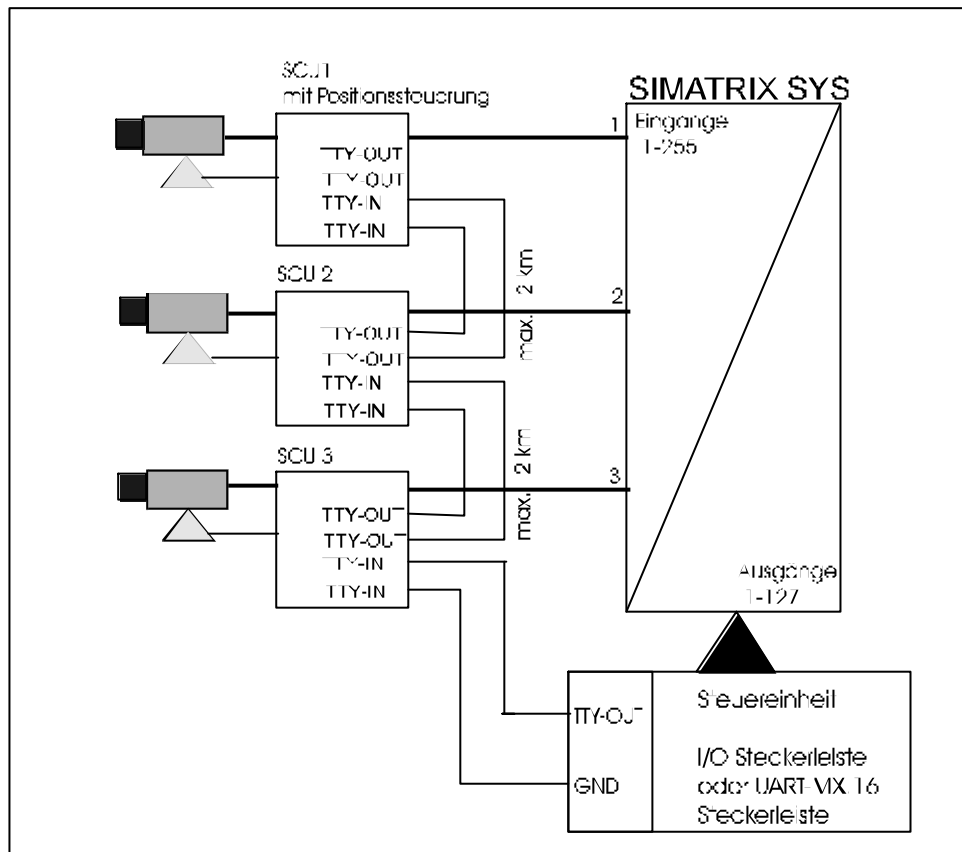 SCU1
mit Positionssteuerung
SIMATRIX SYS
1
Eingänge
1-255
TTY-OUT
TTY-OUT
TTY-IN
TTY-IN
max. 2 km
SCU 2
2
TTY-OUT
TTY-OUT
TTY-IN
TTY-IN
max. 2 km
SCU 3
3
TTY-OUT
TTY-OUT
TTY-IN
TTY-IN
Ausgänge
1-127
TTY-OUT
GND
Steuereinheit
I/O Steckerleiste
oder UART-MX 16
Steckerleiste